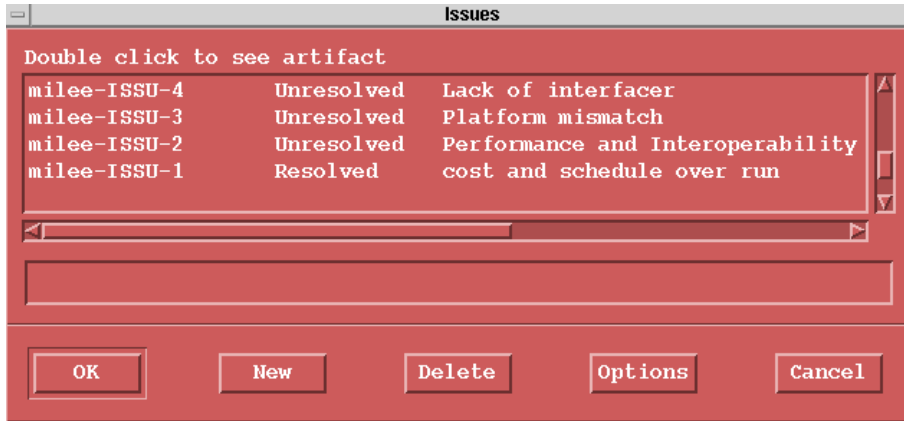 Issues
Double click to see artifact
milee-ISSU-4 Unresolved Lack of interfacer
milee-ISSU-3 Unresolved Platform mismatch
milee-ISSU-2 Unresolved Performance and Interoperability
milee-ISSU-1 Resolved cost and schedule over run
OK New Delete Options Cancel